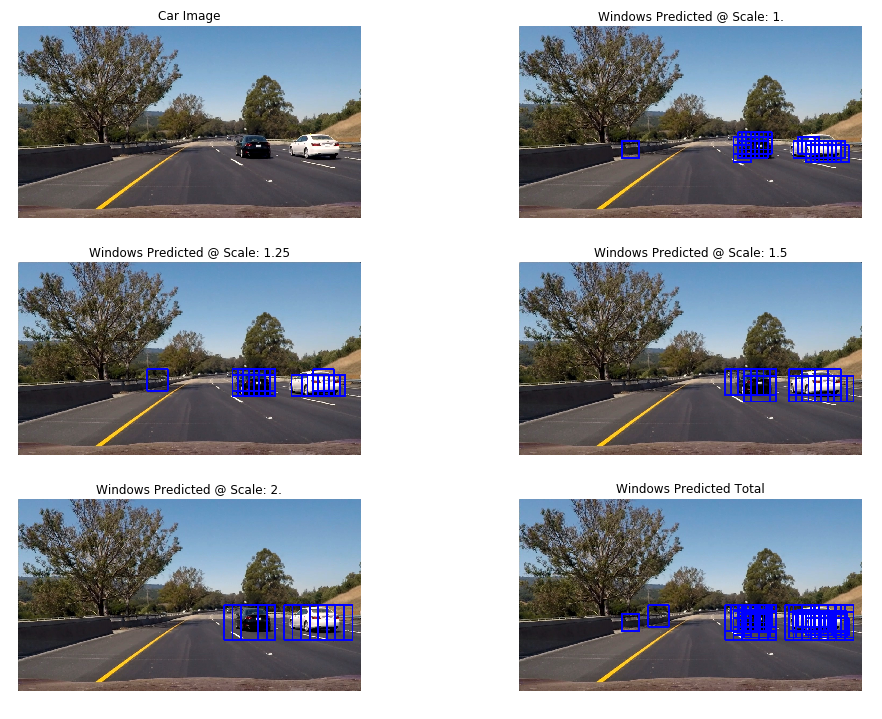 Car Image
Windows Predicted @ Scale: 1.
Windows Predicted @ Scale: 1.25
Windows Predicted @ Scale: 1.5
Windows Predicted @ Scale: 2.
Windows Predicted Total